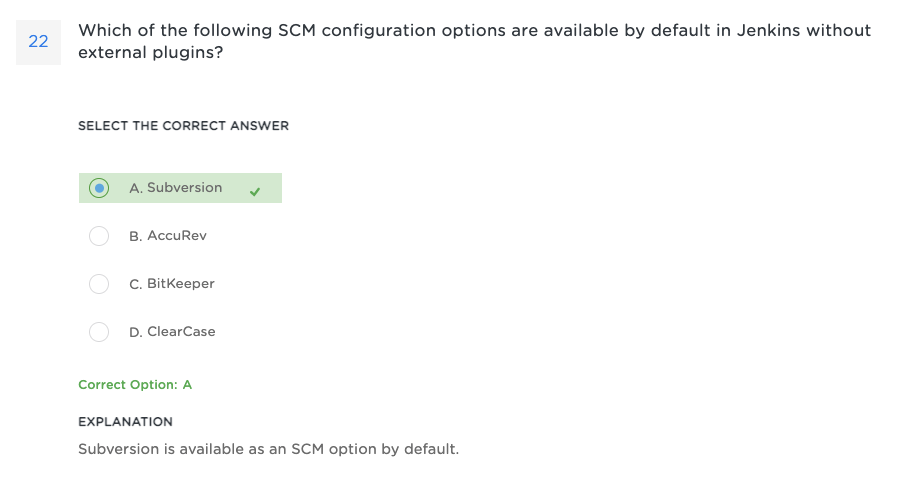 22
Which of the following SCM configuration options are available by default in Jenkins without
external plugins?
SELECT THE CORRECT ANSWER
A. Subversion
B. AccuRev
C. BitKeeper
D. ClearCase
Correct Option: A
EXPLANATION
Subversion is available as an SCM option by default.